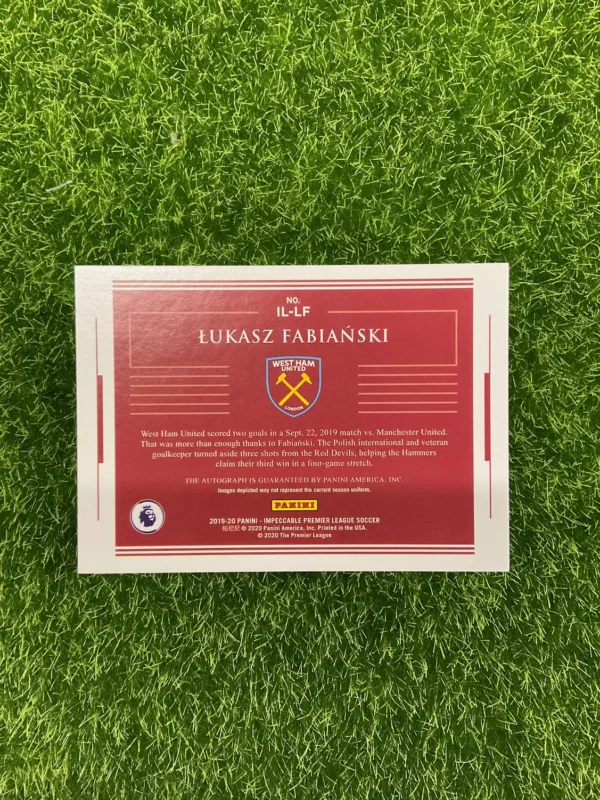 NO.
IL-LF
ŁUKASZ FABIAŃSKI
WEST HAM
UNITED
LONDON
West Ham United scored two goals in a Sept. 22, 2019 match vs. Manchester United.
That was more than enough thanks to Fabiański. The Polish international and veteran
goalkeeper turned aside three shots from the Red Devils, helping the Hammers
claim their third win in a four-game stretch.
THE AUTOGRAPH IS GUARANTEED BY PANINI AMERICA, INC.
Images depicted may not represent the current season uniform.
PANINI
2019-20 PANINI - IMPECCABLE PREMIER LEAGUE SOCCER
帕尼尼 © 2020 Panini America, Inc. Printed in the USA.
© 2020 The Premier League